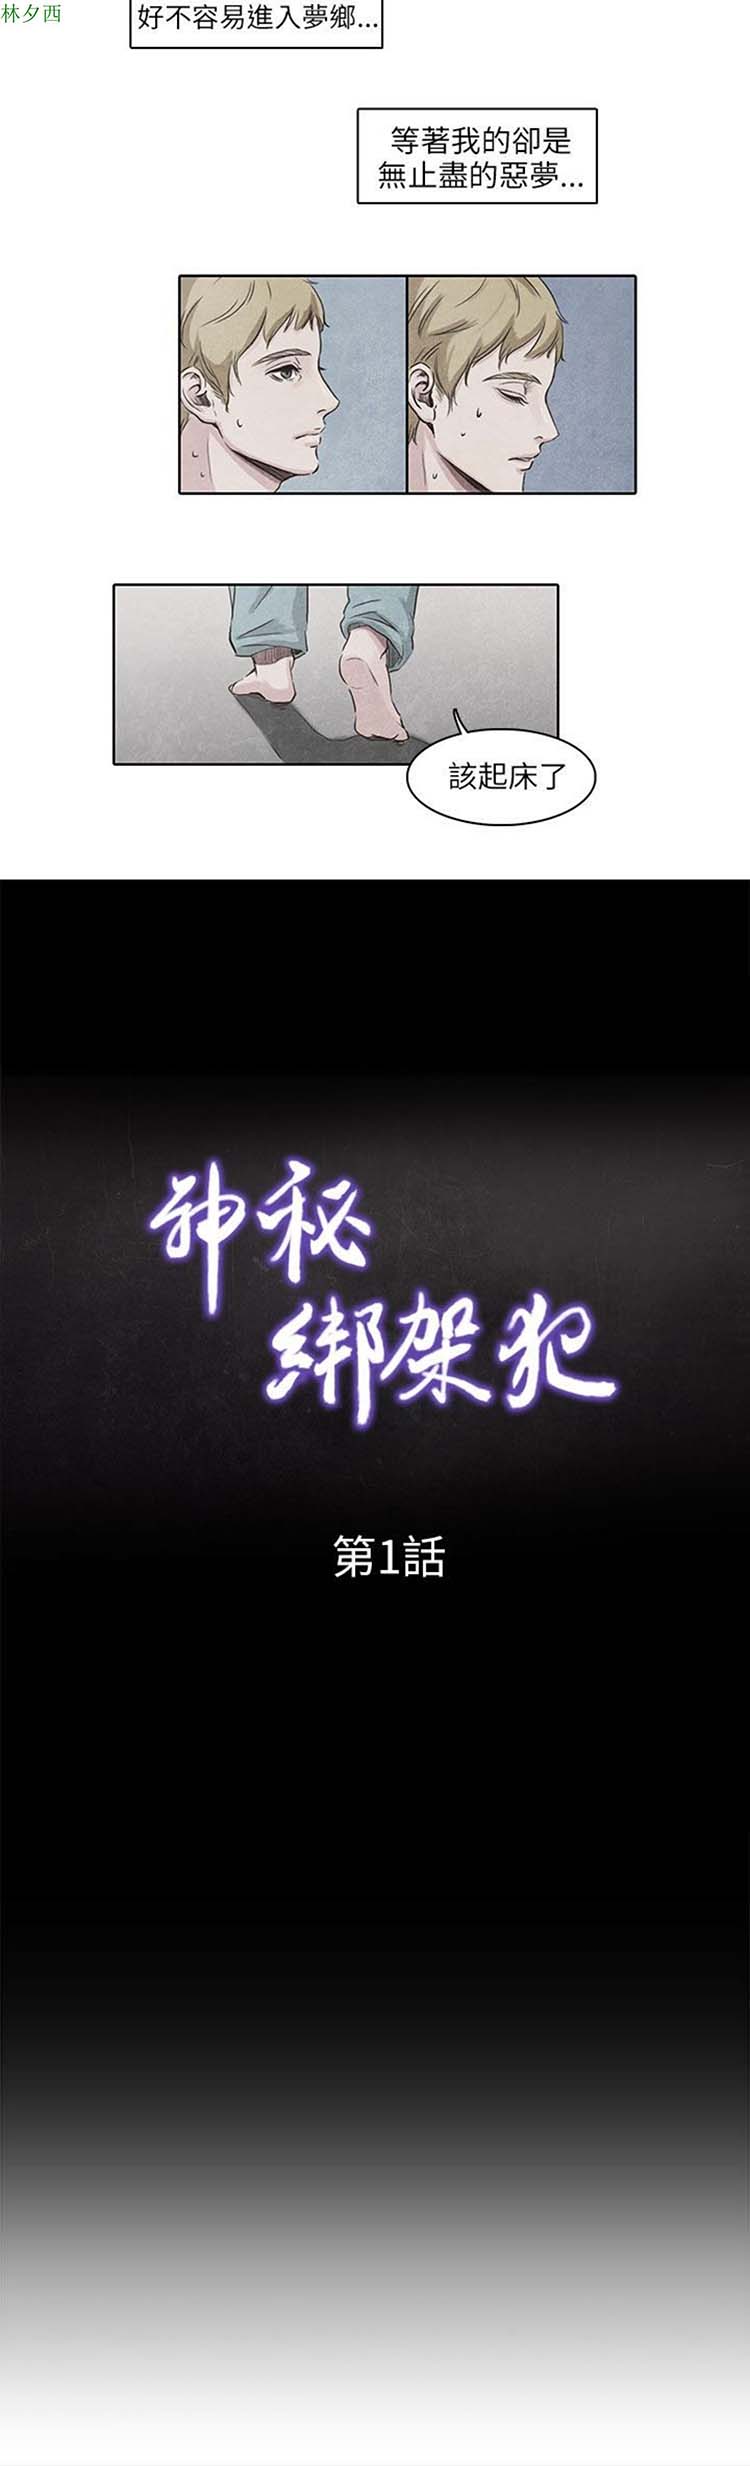 林夕西
好不容易進入夢鄉...
等著我的卻是
無止盡的惡夢...
該起床了
神秘
綁架犯
第1話